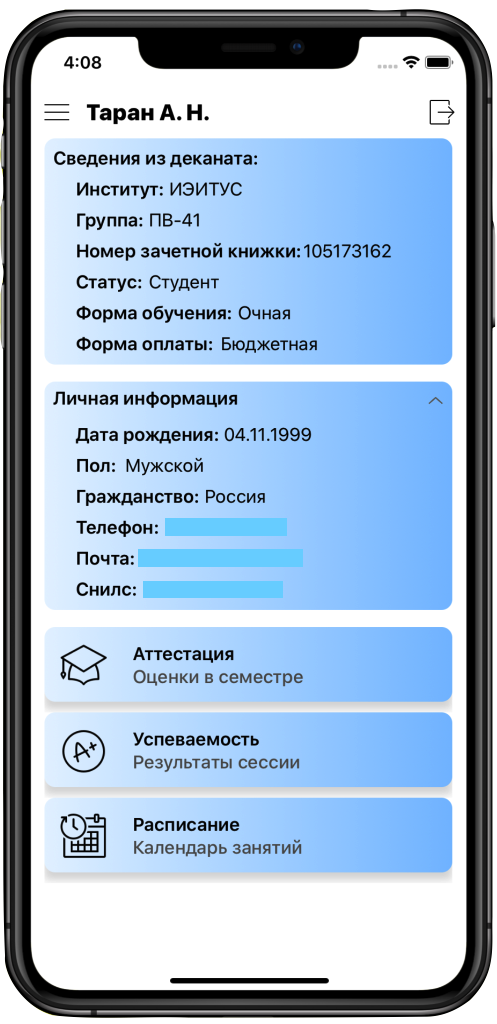 4:08
Таран А. Н.
Сведения из деканата:
Институт: ИЭИТУС
Группа: ПВ-41
Номер зачетной книжки: 105173162
Статус: Студент
Форма обучения: Очная
Форма оплаты: Бюджетная
Личная информация
Дата рождения: 04.11.1999
Пол: Мужской
Гражданство: Россия
Телефон:
Почта:
Снилс:
Аттестация
Оценки в семестре
A+
Успеваемость
Результаты сессии
Расписание
Календарь занятий